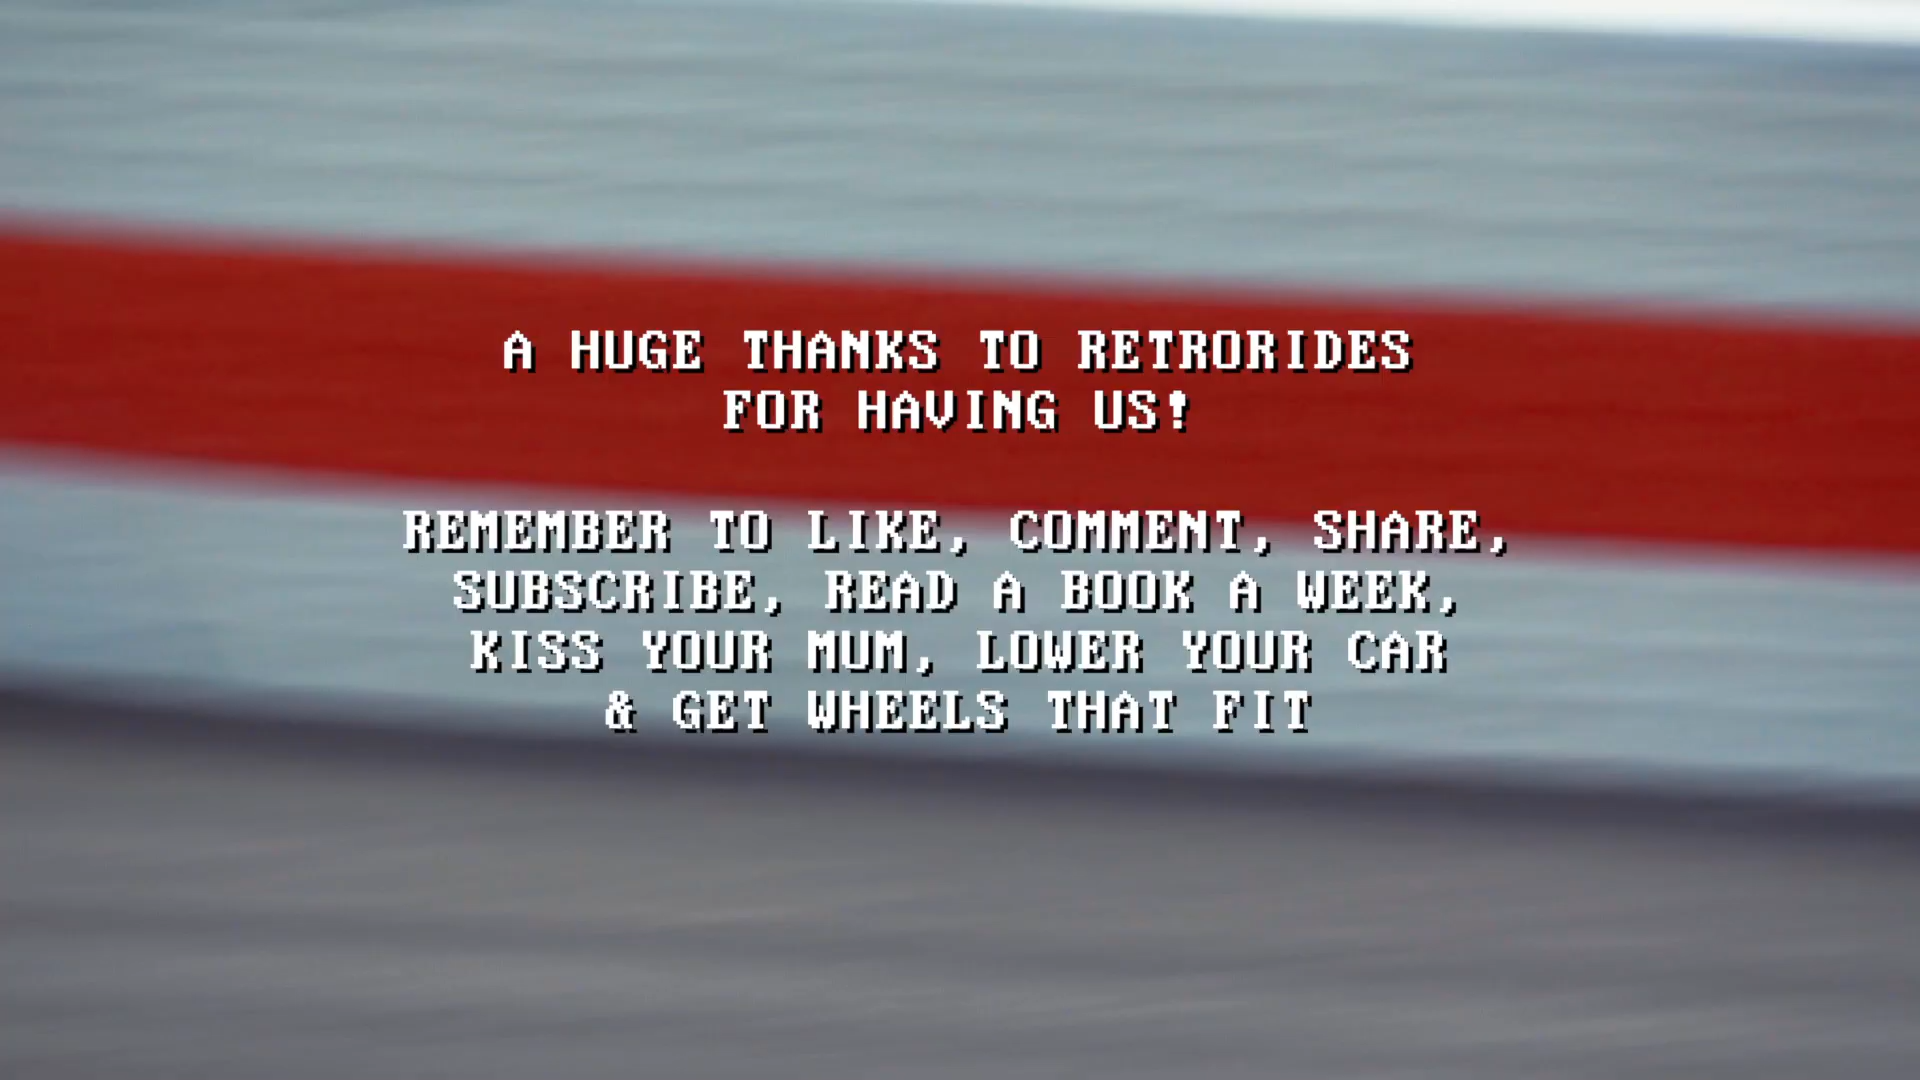 A HUGE THANKS TO RETRORIDES
FOR HAVING US!
REMEMBER TO LIKE, COMMENT, SHARE,
SUBSCRIBE, READ A BOOK A WEEK,
KISS YOUR MUM, LOWER YOUR CAR
& GET WHEELS THAT FIT